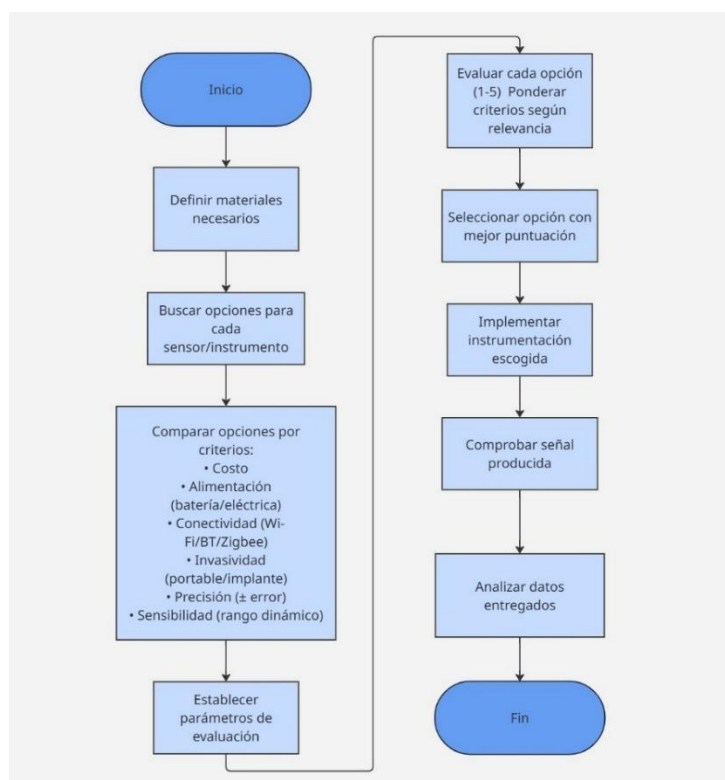 Inicio
Definir materiales
necesarios
Buscar opciones para
cada
sensor/instrumento
Comparar opciones por
criterios:
• Costo
• Alimentación
(batería/eléctrica)
• Conectividad (Wi-
Fi/BT/Zigbee)
• Invasividad
(portable/implante)
• Precisión (± error)
• Sensibilidad (rango dinámico)
Establecer
parámetros de
evaluación
Evaluar cada opción
(1-5) Ponderar
criterios según
relevancia
Seleccionar opción con
mejor puntuación
Implementar
instrumentación
escogida
Comprobar señal
producida
Analizar datos
entregados
Fin